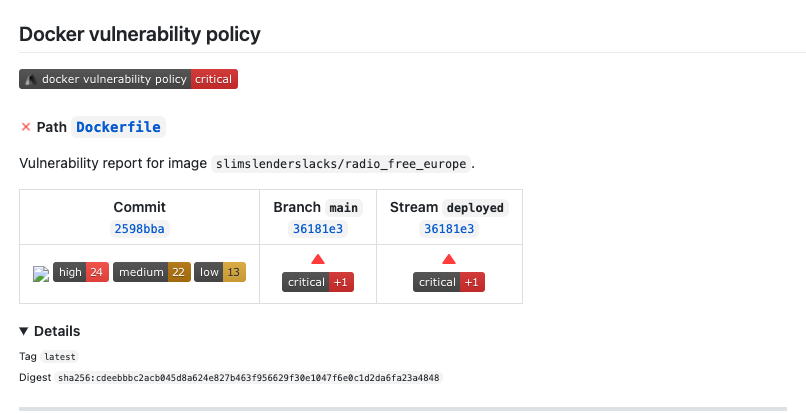 Docker vulnerability policy
docker vulnerability policy critical
Path Dockerfile
Vulnerability report for image slimslenderslacks/radio_free_europe.
Commit Branch main Stream deployed
2598bba 36181e3 36181e3
high 24 medium 22 low 13 critical +1 critical +1
Details
Tag latest
Digest sha256:cdeebbbc2acb045d8a624e827b463f956629f30e1047f6e0c1d2da6fa23a4848